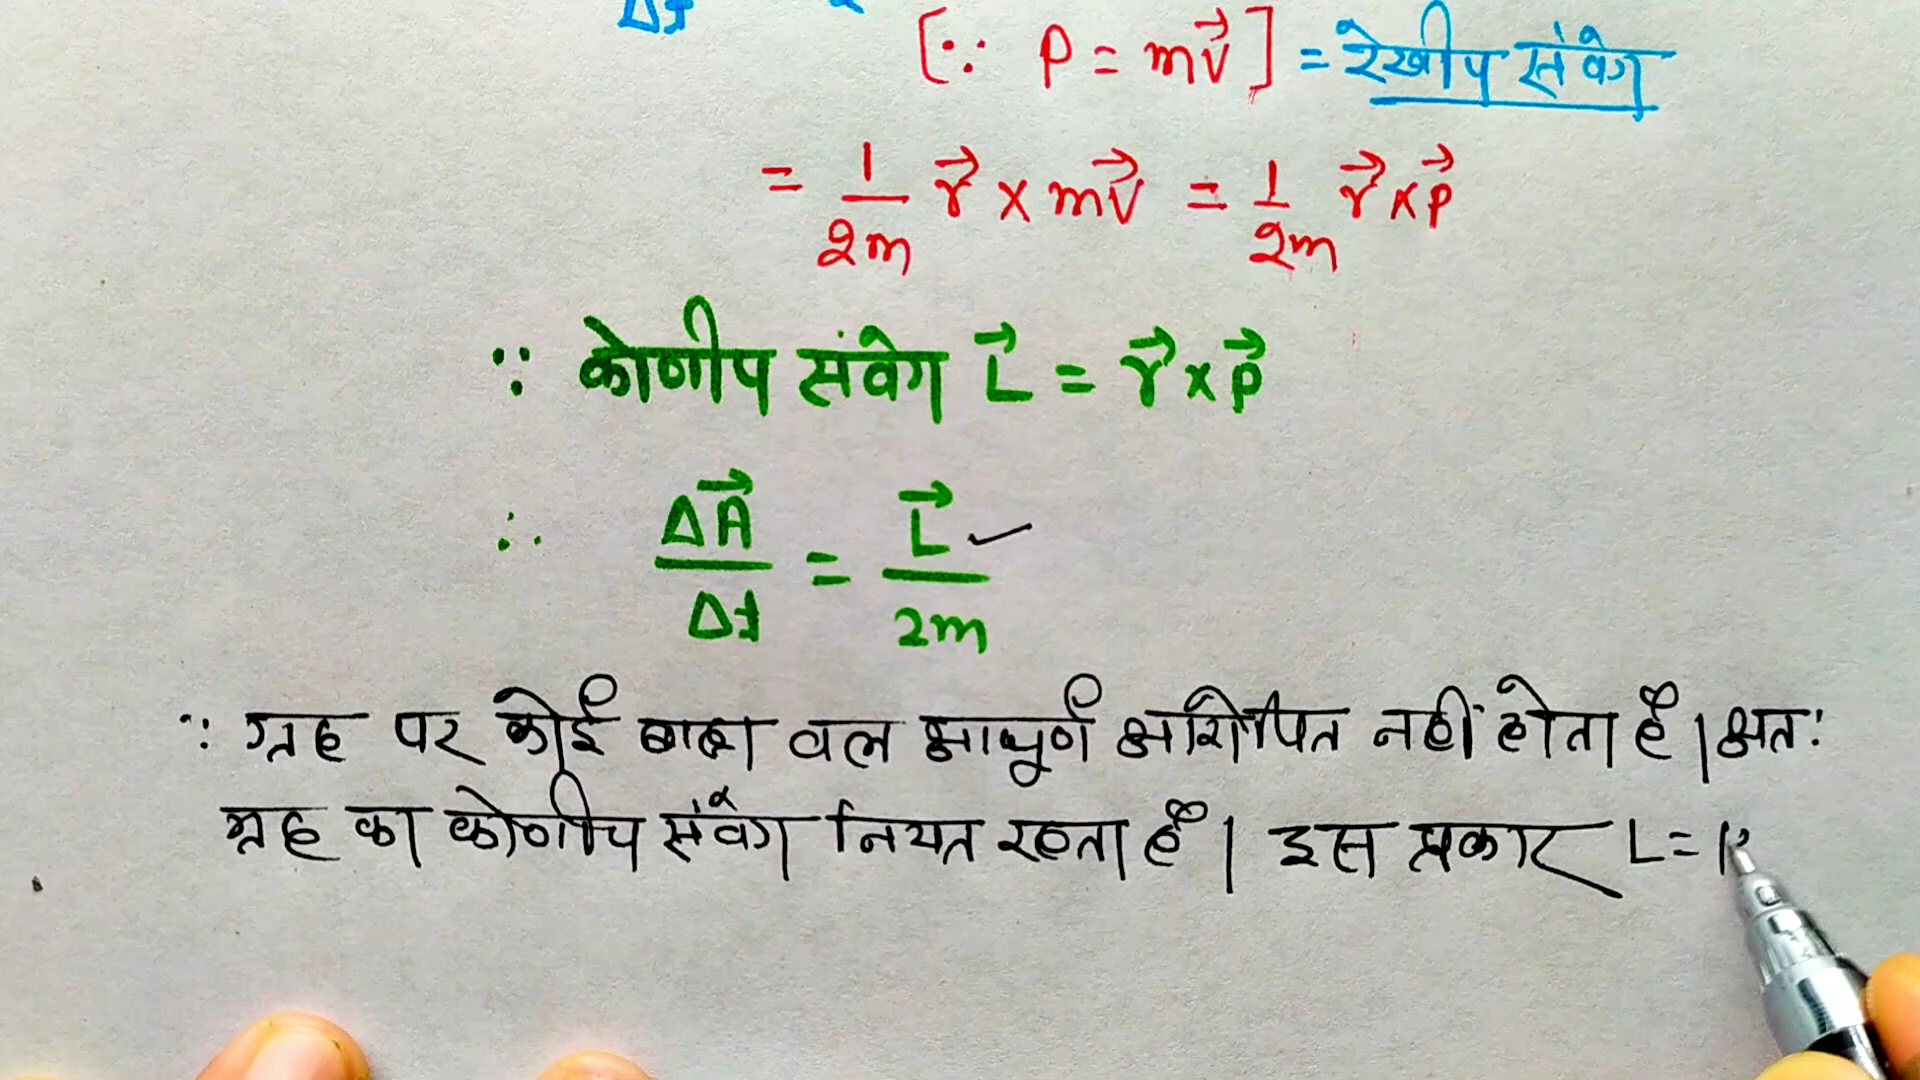 [∵ P = mv⃗] = रेखीय संवेग
= 1/2m r⃗ × mv⃗ = 1/2m r⃗ × p⃗
∵ कोणीय संवेग L⃗ = r⃗ × p⃗
∴ ΔA⃗/Δt = L⃗/2m
∵ ग्रह पर कोई बाह्य बल आघूर्ण आरोपित नहीं होता है। अतः
ग्रह का कोणीय संवेग नियत रहता है। इस प्रकार L =